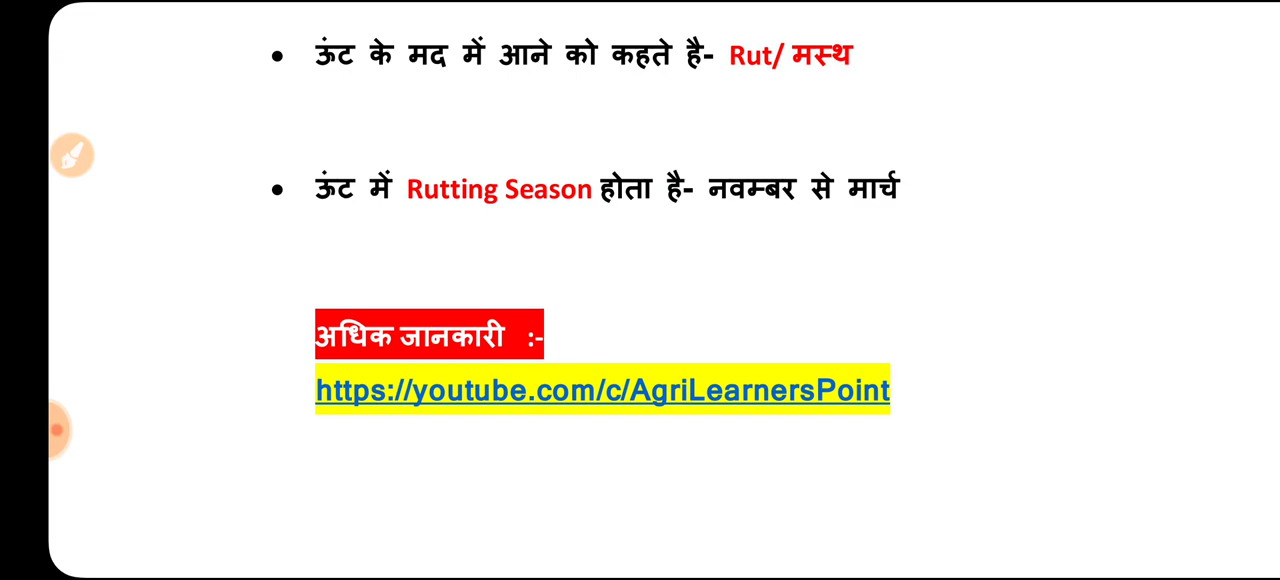 • ऊंट के मद में आने को कहते है- Rut/ मस्थ
• ऊंट में Rutting Season होता है- नवम्बर से मार्च
अधिक जानकारी :-
https://youtube.com/c/AgriLearnersPoint